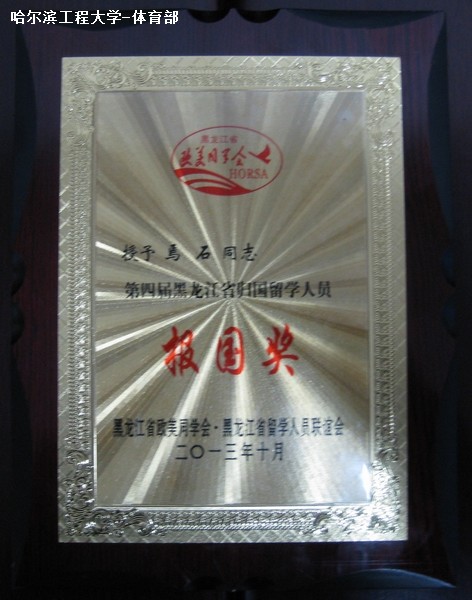 哈尔滨工程大学-体育部
黑龙江省
欧美同学会
HORSA
授予 马 石 同志
第四届黑龙江省归国留学人员
报国奖
黑龙江省欧美同学会·黑龙江省留学人员联谊会
二〇一三年十月